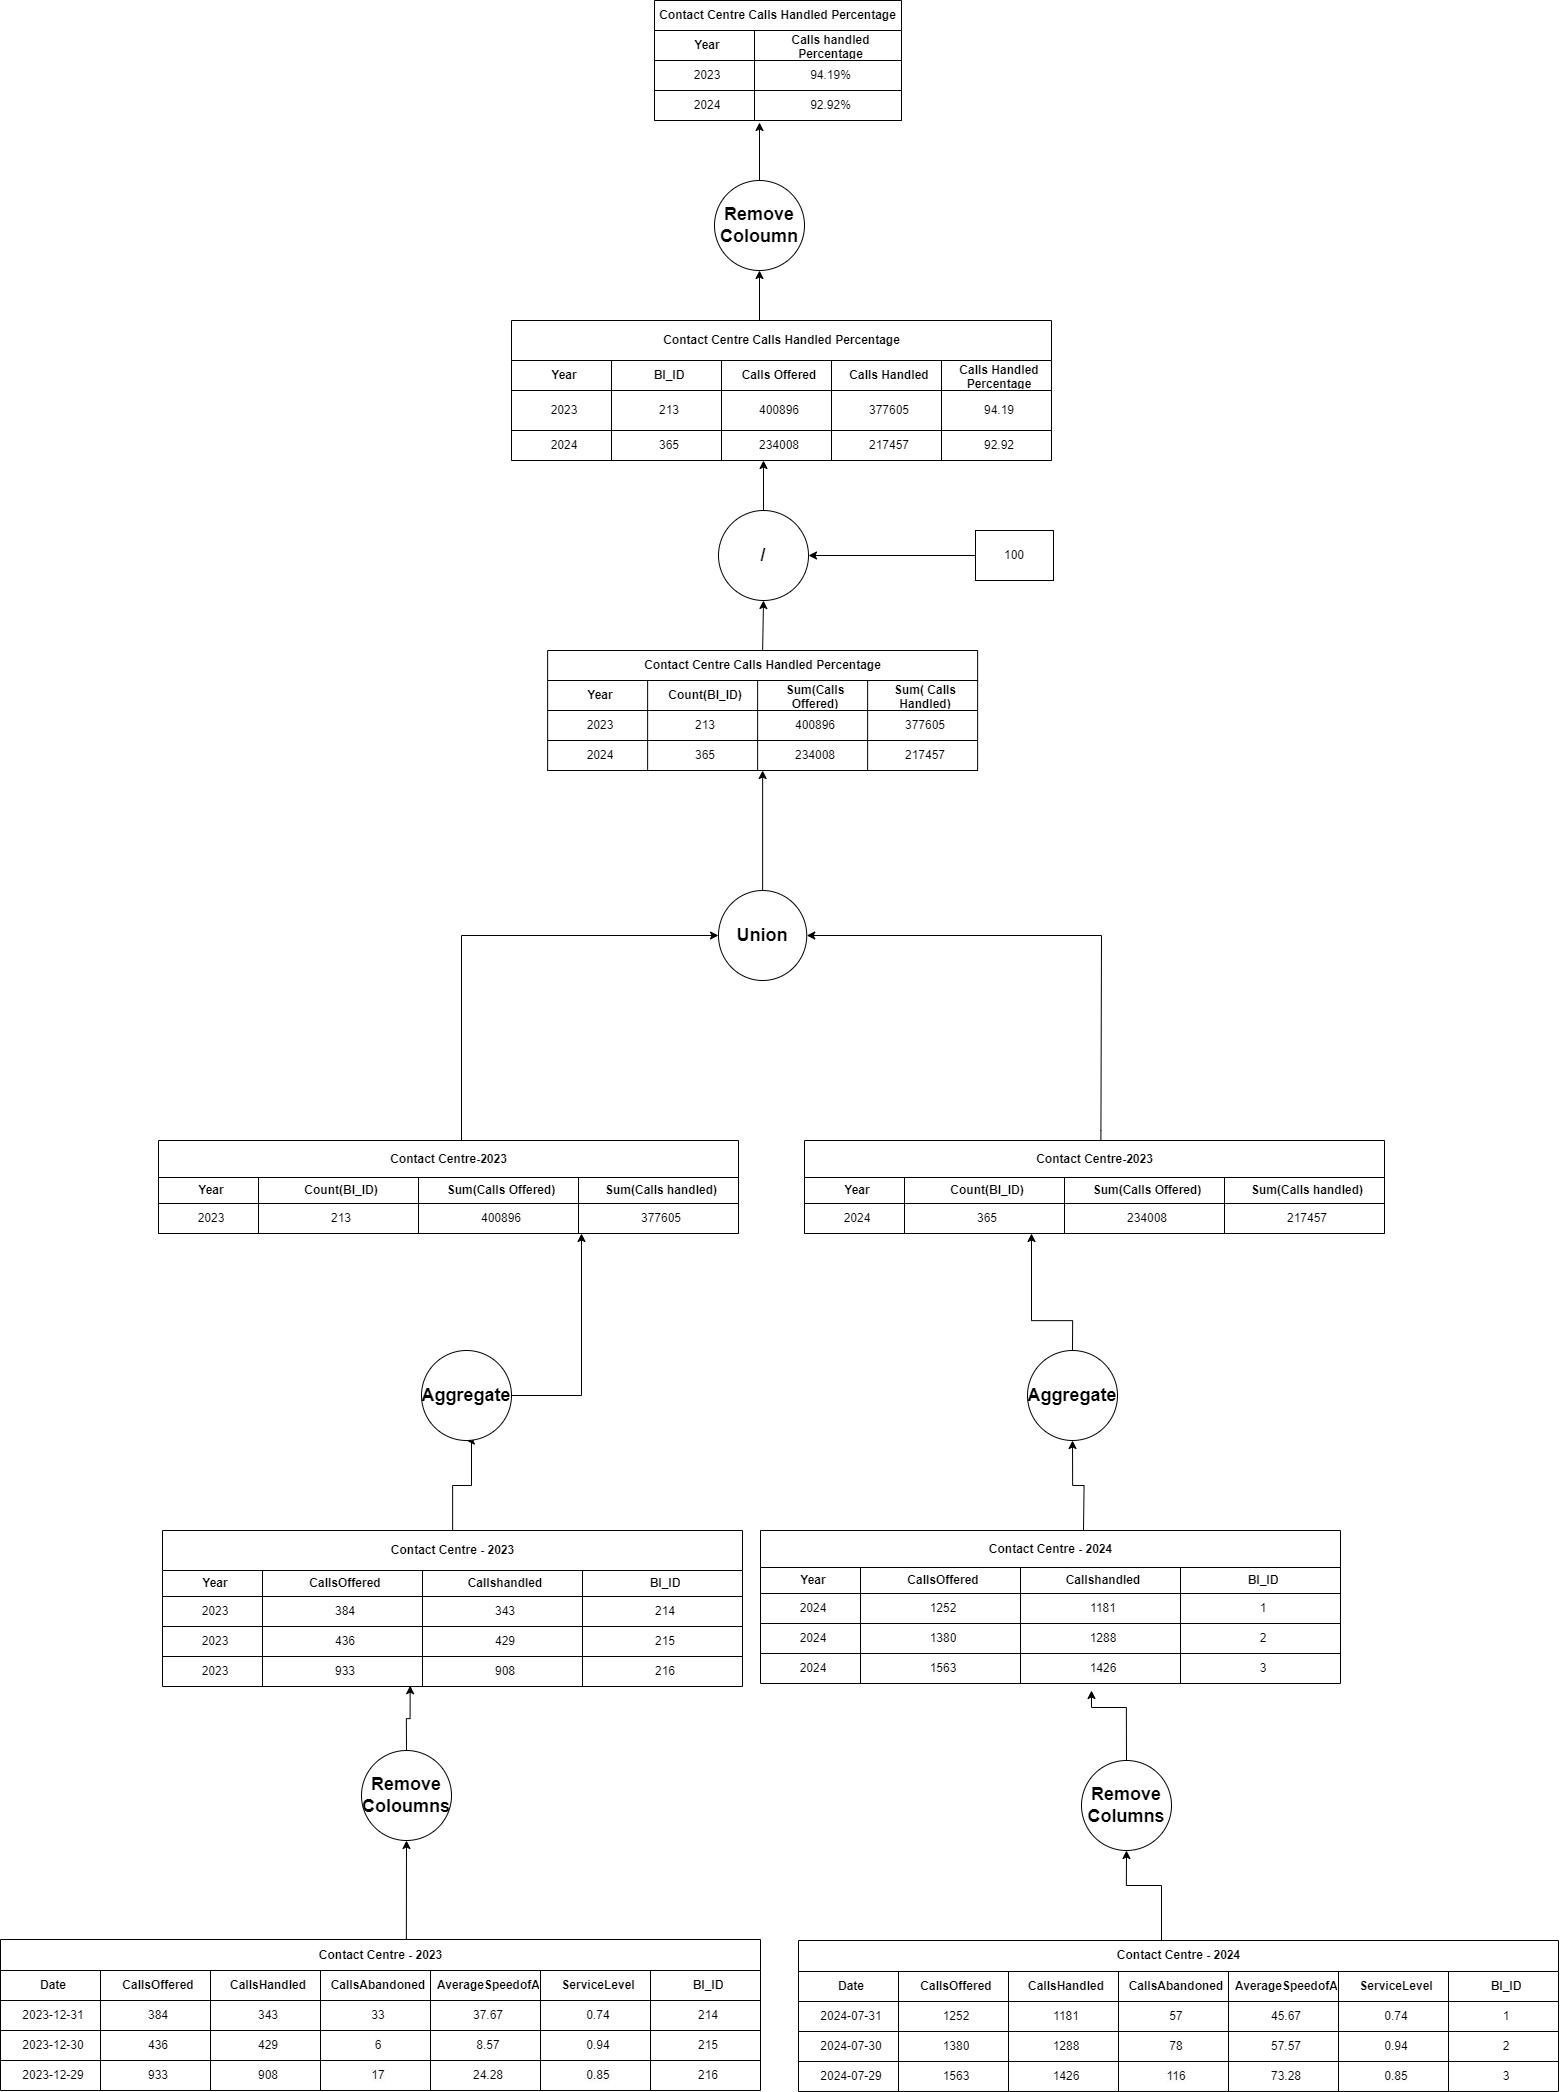 Contact Centre Calls Handled Percentage
Year Calls handled Percentage
2023 94.19%
2024 92.92%
Remove
Coloumn
Contact Centre Calls Handled Percentage
Year BI_ID Calls Offered Calls Handled Calls Handled Percentage
2023 213 400896 377605 94.19
2024 365 234008 217457 92.92
/
100
Contact Centre Calls Handled Percentage
Year Count(BI_ID) Sum(Calls Offered) Sum( Calls Handled)
2023 213 400896 377605
2024 365 234008 217457
Union
Contact Centre-2023
Year Count(BI_ID) Sum(Calls Offered) Sum(Calls handled)
2023 213 400896 377605
Contact Centre-2023
Year Count(BI_ID) Sum(Calls Offered) Sum(Calls handled)
2024 365 234008 217457
Aggregate
Aggregate
Contact Centre - 2023
Year CallsOffered Callshandled BI_ID
2023 384 343 214
2023 436 429 215
2023 933 908 216
Contact Centre - 2024
Year CallsOffered Callshandled BI_ID
2024 1252 1181 1
2024 1380 1288 2
2024 1563 1426 3
Remove
Coloumns
Remove
Columns
Contact Centre - 2023
Date CallsOffered CallsHandled CallsAbandoned AverageSpeedofA ServiceLevel BI_ID
2023-12-31 384 343 33 37.67 0.74 214
2023-12-30 436 429 6 8.57 0.94 215
2023-12-29 933 908 17 24.28 0.85 216
Contact Centre - 2024
Date CallsOffered CallsHandled CallsAbandoned AverageSpeedofA ServiceLevel BI_ID
2024-07-31 1252 1181 57 45.67 0.74 1
2024-07-30 1380 1288 78 57.57 0.94 2
2024-07-29 1563 1426 116 73.28 0.85 3